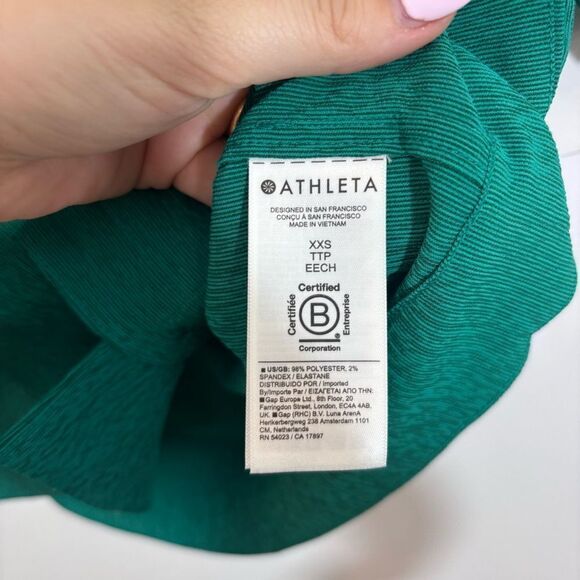 ATHLETA
DESIGNED IN SAN FRANCISCO
CONÇU À SAN FRANCISCO
MADE IN VIETNAM
XXS
TTP
EECH
Certified
Certifiée
B
Entreprise
Corporation
US/GB: 98% POLYESTER, 2%
SPANDEX / ELASTANE
DISTRIBUIDO POR / Imported
By/Importe Par / ΕΙΣΑΓΕΤΑΙ ΑΠΟ ΤΗΝ:
Gap Europe Ltd., 6th Floor, 20
Farringdon Street, London, EC4A 4AB,
UK. Gap (RHC) B.V. Luna ArenA
Herikerbergweg 238 Amsterdam 1101
CM, Netherlands
RN 54023 / CA 17897